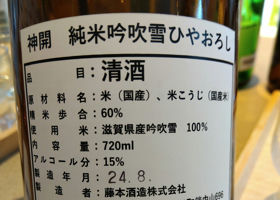 神開 純米吟吹雪ひやおろし
品 目：清酒
原材料名：米（国産）、米こうじ（国産米）
精米歩合：60%
使用米：滋賀県産吟吹雪 100%
内容量：720ml
アルコール分：15%
製造年月：24.8.
製造者：藤本酒造株式会社